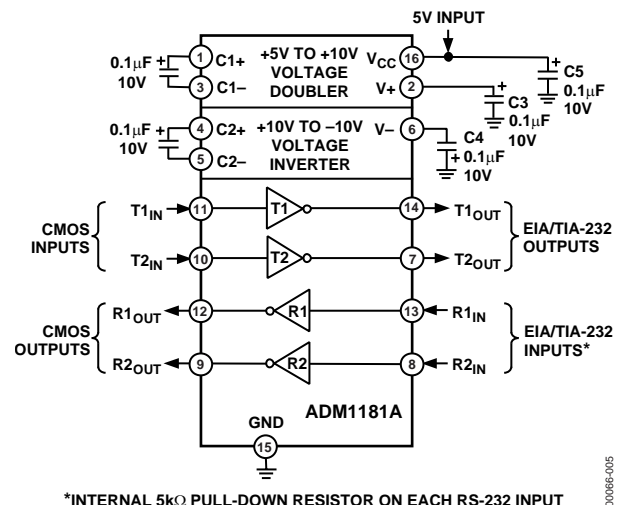 5V INPUT
0.1μF
10V
+
1
C1+
3
C1–
+5V TO +10V
VOLTAGE
DOUBLER
VCC
16
V+
2
+
C5
0.1μF
10V
+
C3
0.1μF
10V
0.1μF
10V
+
4
C2+
5
C2–
+10V TO –10V
VOLTAGE
INVERTER
V–
6
C4
+
0.1μF
10V
CMOS
INPUTS
T1IN
11
T1
14
T1OUT
T2IN
10
T2
7
T2OUT
EIA/TIA-232
OUTPUTS
CMOS
OUTPUTS
R1OUT
12
R1
13
R1IN
R2OUT
9
R2
8
R2IN
EIA/TIA-232
INPUTS*
GND
15
ADM1181A
*INTERNAL 5kΩ PULL-DOWN RESISTOR ON EACH RS-232 INPUT
00066-005